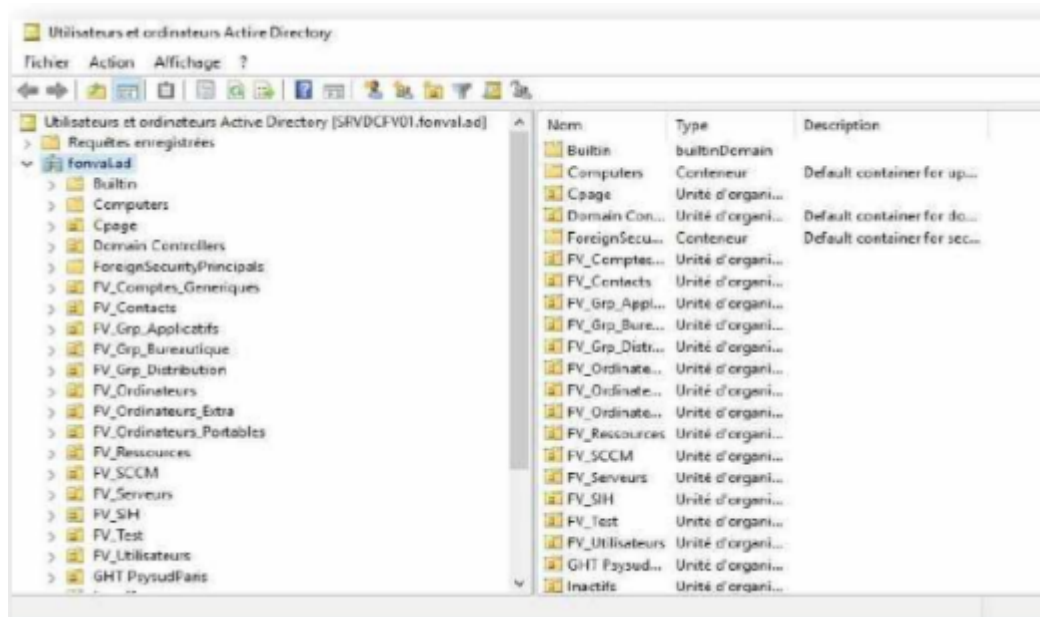 Utilisateurs et ordinateurs Active Directory
Fichier Action Affichage ?
Utilisateurs et ordinateurs Active Directory [SRVDCFV01.fonval.ad]
Requêtes enregistrées
fonval.ad
Builtin
Computers
Cpage
Domain Controllers
ForeignSecurityPrincipals
FV_Comptes_Generiques
FV_Contacts
FV_Grp_Applicatifs
FV_Grp_Bureautique
FV_Grp_Distribution
FV_Ordinateurs
FV_Ordinateurs_Extra
FV_Ordinateurs_Portables
FV_Ressources
FV_SCCM
FV_Serveurs
FV_SIH
FV_Test
FV_Utilisateurs
GHT PsysudParis
Nom Type Description
Builtin builtinDomain
Computers Conteneur Default container for up...
Cpage Unité d'organi...
Domain Con... Unité d'organi... Default container for do...
ForeignSecu... Conteneur Default container for sec...
FV_Comptes... Unité d'organi...
FV_Contacts Unité d'organi...
FV_Grp_Appl... Unité d'organi...
FV_Grp_Bure... Unité d'organi...
FV_Grp_Distr... Unité d'organi...
FV_Ordinate... Unité d'organi...
FV_Ordinate... Unité d'organi...
FV_Ordinate... Unité d'organi...
FV_Ressources Unité d'organi...
FV_SCCM Unité d'organi...
FV_Serveurs Unité d'organi...
FV_SIH Unité d'organi...
FV_Test Unité d'organi...
FV_Utilisateurs Unité d'organi...
GHT Psysud... Unité d'organi...
Inactifs Unité d'organi...